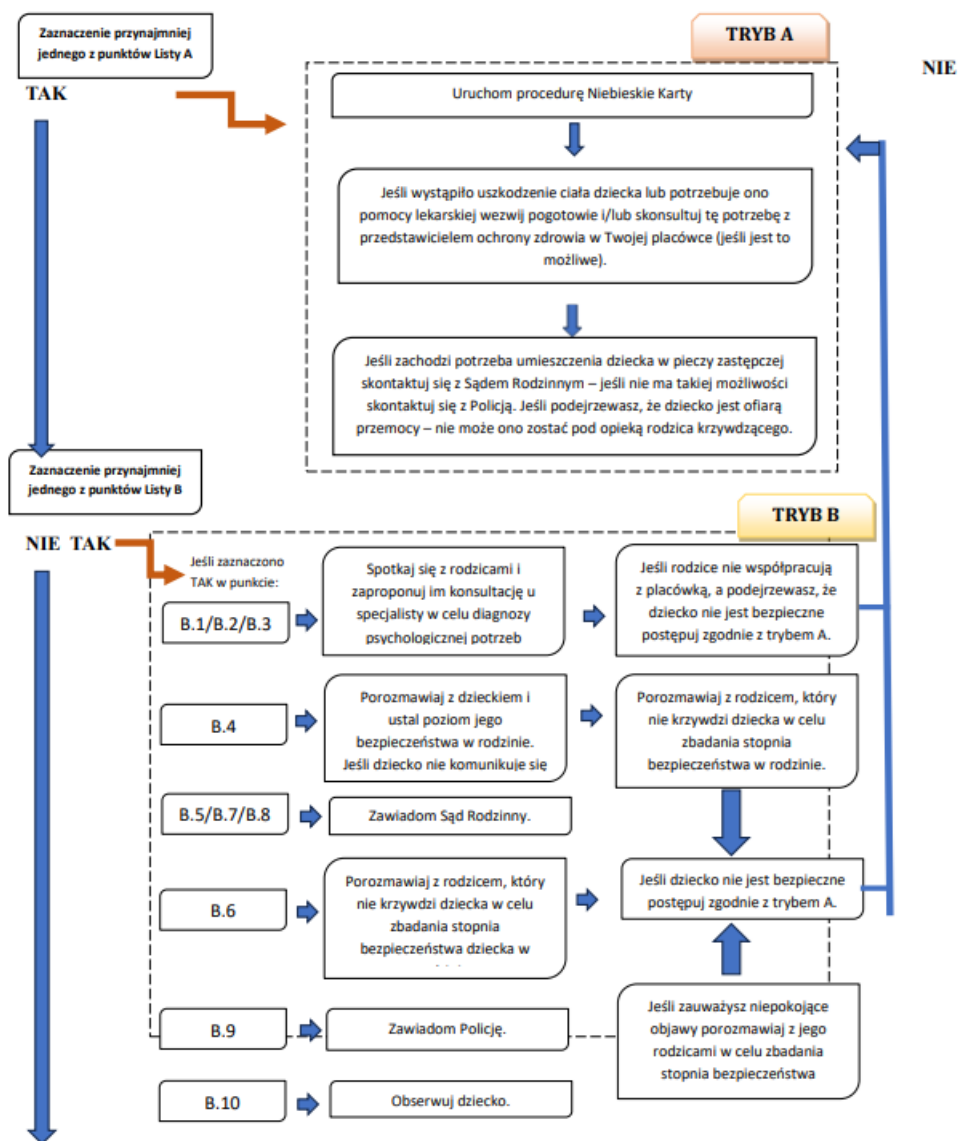 Zaznaczenie przynajmniej
jednego z punktów Listy A
TAK
TRYB A
NIE
Uruchom procedurę Niebieskie Karty
Jeśli wystąpiło uszkodzenie ciała dziecka lub potrzebuje ono
pomocy lekarskiej wezwij pogotowie i/lub skonsultuj tę potrzebę z
przedstawicielem ochrony zdrowia w Twojej placówce (jeśli jest to
możliwe).
Jeśli zachodzi potrzeba umieszczenia dziecka w pieczy zastępczej
skontaktuj się z Sądem Rodzinnym – jeśli nie ma takiej możliwości
skontaktuj się z Policją. Jeśli podejrzewasz, że dziecko jest ofiarą
przemocy – nie może ono zostać pod opieką rodzica krzywdzącego.
Zaznaczenie przynajmniej
jednego z punktów Listy B
NIE TAK
TRYB B
Jeśli zaznaczono
TAK w punkcie:
B.1/B.2/B.3
Spotkaj się z rodzicami i
zaproponuj im konsultację u
specjalisty w celu diagnozy
psychologicznej potrzeb
Jeśli rodzice nie współpracują
z placówką, a podejrzewasz, że
dziecko nie jest bezpieczne
postępuj zgodnie z trybem A.
B.4
Porozmawiaj z dzieckiem i
ustal poziom jego
bezpieczeństwa w rodzinie.
Jeśli dziecko nie komunikuje się
Porozmawiaj z rodzicem, który
nie krzywdzi dziecka w celu
zbadania stopnia
bezpieczeństwa w rodzinie.
B.5/B.7/B.8
Zawiadom Sąd Rodzinny.
B.6
Porozmawiaj z rodzicem, który
nie krzywdzi dziecka w celu
zbadania stopnia
bezpieczeństwa dziecka w
Jeśli dziecko nie jest bezpieczne
postępuj zgodnie z trybem A.
B.9
Zawiadom Policję.
Jeśli zauważysz niepokojące
objawy porozmawiaj z jego
rodzicami w celu zbadania
stopnia bezpieczeństwa
B.10
Obserwuj dziecko.